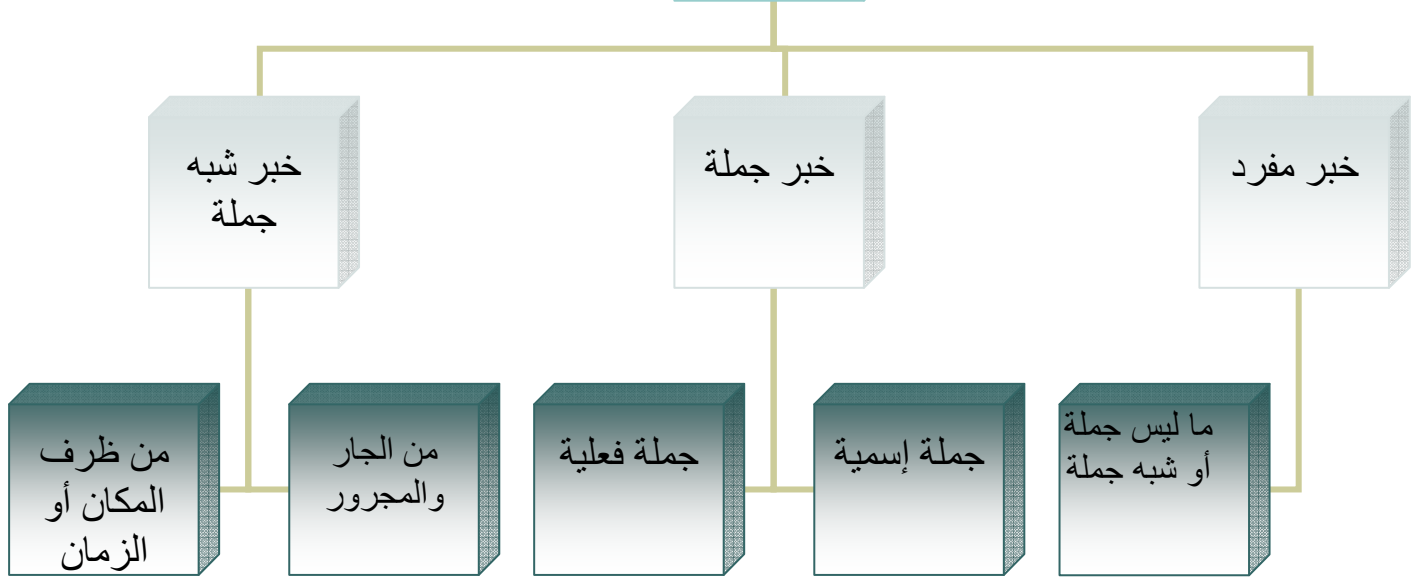 خبر مفرد
خبر جملة
خبر شبه
جملة
ما ليس جملة
أو شبه جملة
جملة إسمية
جملة فعلية
من الجار
والمجرور
من ظرف
المكان أو
الزمان